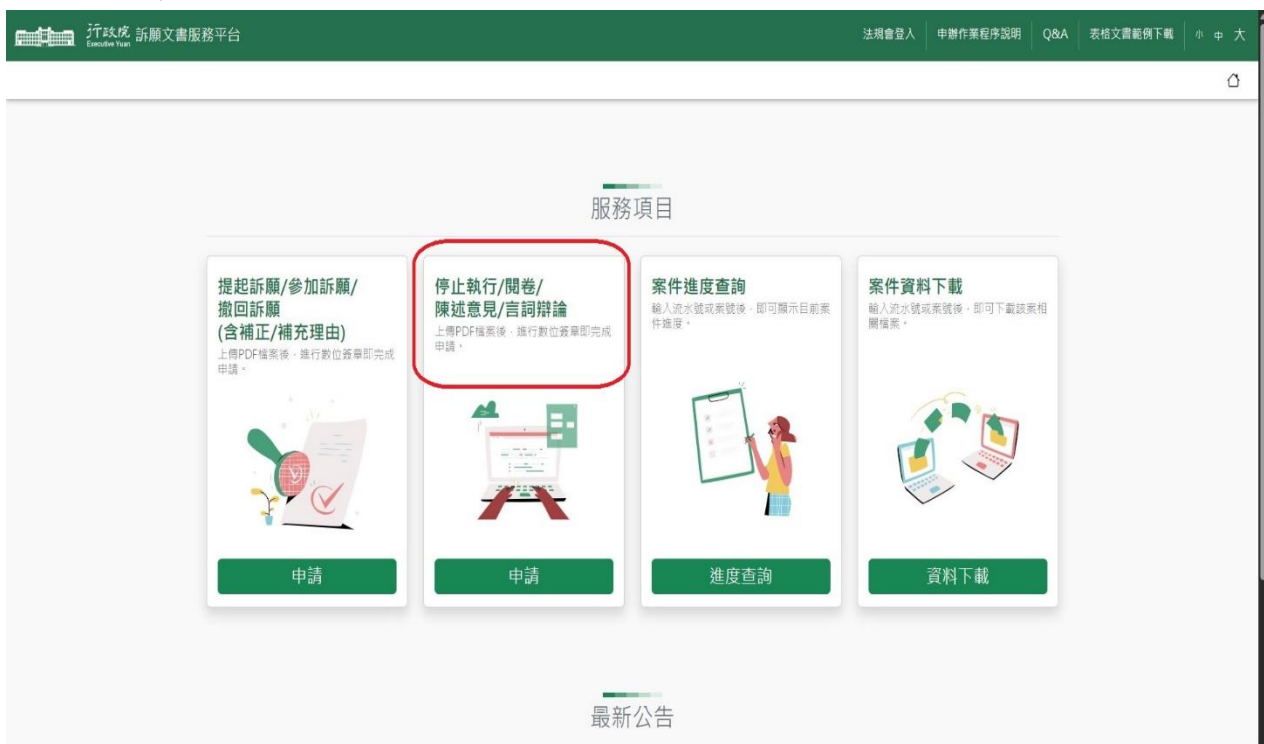 行政院 訴願文書服務平台
Executive Yuan
法規會登入 申辦作業程序說明 Q&A 表格文書範例下載 小 中 大
服務項目
提起訴願/參加訴願/
撤回訴願
(含補正/補充理由)
上傳PDF檔案後，進行數位簽章即完成
申請。
申請
停止執行/閱卷/
陳述意見/言詞辯論
上傳PDF檔案後，進行數位簽章即完成
申請。
申請
案件進度查詢
輸入流水號或案號後，即可顯示目前案
件進度。
進度查詢
案件資料下載
輸入流水號或案號後，即可下載該案相
關檔案。
資料下載
最新公告